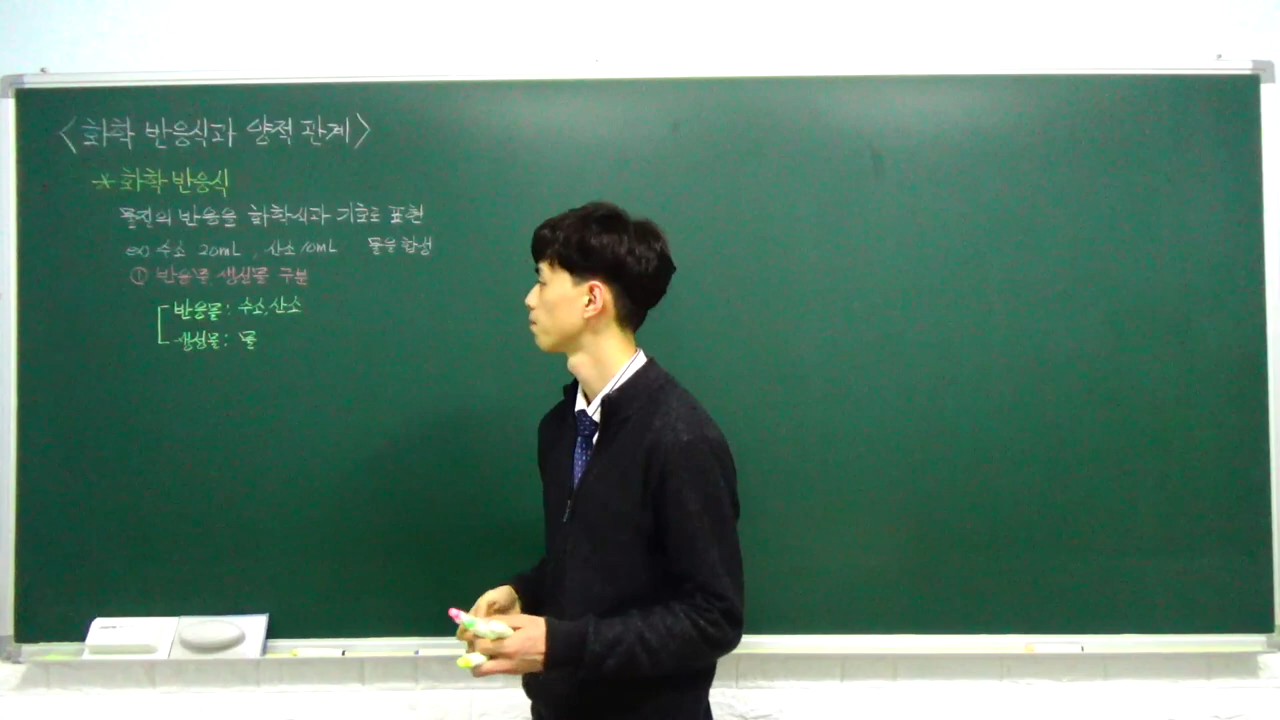 <화학 반응식과 양적 관계>
* 화학 반응식
물질의 반응을 화학식과 기호로 표현
ex) 수소 20mL, 산소 10mL 물을 합성
① 반응물, 생성물 구분
반응물: 수소, 산소
생성물: 물